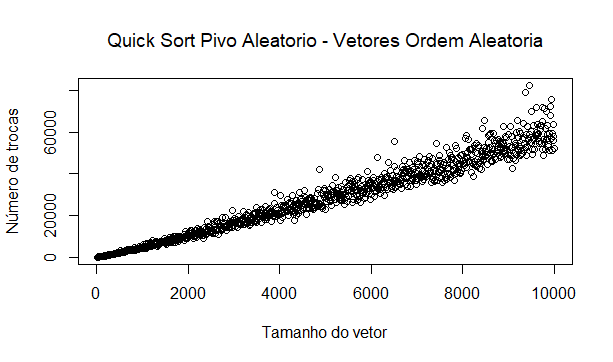 Quick Sort Pivo Aleatorio - Vetores Ordem Aleatoria
Número de trocas
60000
20000
0
0 2000 4000 6000 8000 10000
Tamanho do vetor